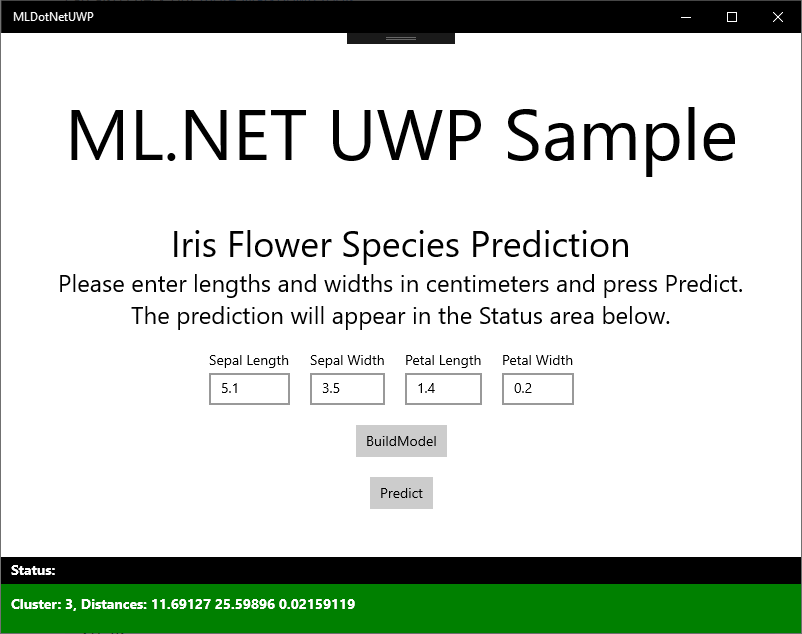 MLDotNetUWP
ML.NET UWP Sample
Iris Flower Species Prediction
Please enter lengths and widths in centimeters and press Predict.
The prediction will appear in the Status area below.
Sepal Length Sepal Width Petal Length Petal Width
5.1 3.5 1.4 0.2
BuildModel
Predict
Status:
Cluster: 3, Distances: 11.69127 25.59896 0.02159119